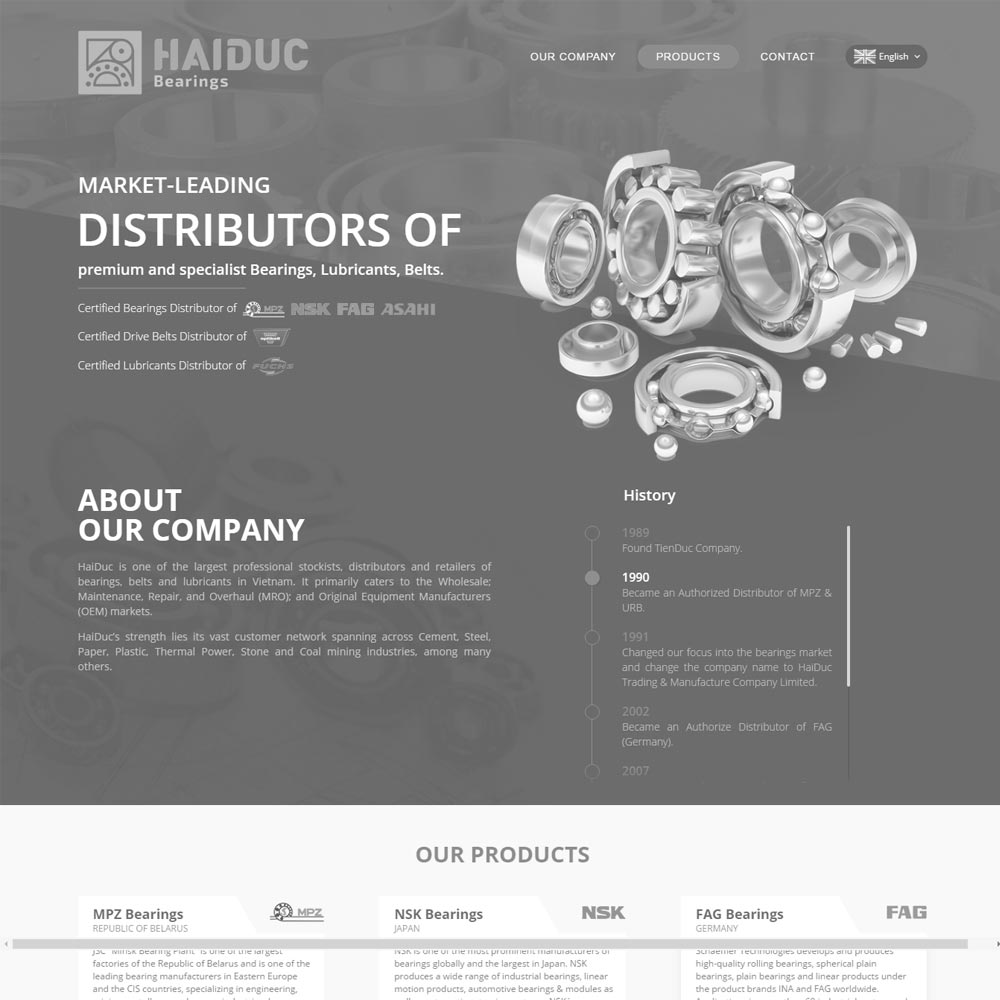 HAIDUC
Bearings
OUR COMPANY
PRODUCTS
CONTACT
English
MARKET-LEADING
DISTRIBUTORS OF
premium and specialist Bearings, Lubricants, Belts.
Certified Bearings Distributor of MPZ NSK FAG ASAHI
Certified Drive Belts Distributor of
Certified Lubricants Distributor of FUCHS
ABOUT
OUR COMPANY
HaiDuc is one of the largest professional stockists, distributors and retailers of
bearings, belts and lubricants in Vietnam. It primarily caters to the Wholesale;
Maintenance, Repair, and Overhaul (MRO); and Original Equipment Manufacturers
(OEM) markets.
HaiDuc's strength lies its vast customer network spanning across Cement, Steel,
Paper, Plastic, Thermal Power, Stone and Coal mining industries, among many
others.
History
1989
Found TienDuc Company.
1990
Became an Authorized Distributor of MPZ &
URB.
1991
Changed our focus into the bearings market
and change the company name to HaiDuc
Trading & Manufacture Company Limited.
2002
Became an Authorize Distributor of FAG
(Germany).
2007
OUR PRODUCTS
MPZ Bearings
REPUBLIC OF BELARUS
MPZ
JSC "Minsk Bearing Plant" is one of the largest
factories of the Republic of Belarus and is one of the
leading bearing manufacturers in Eastern Europe
and the CIS countries, specializing in engineering,
NSK Bearings
JAPAN
NSK
NSK is one of the most prominent manufacturers of
bearings globally and the largest in Japan. NSK
produces a wide range of industrial bearings, linear
motion products, automotive bearings & modules as
FAG Bearings
GERMANY
FAG
Schaeffler Technologies develops and produces
high-quality rolling bearings, spherical plain
bearings, plain bearings and linear products under
the product brands INA and FAG worldwide.